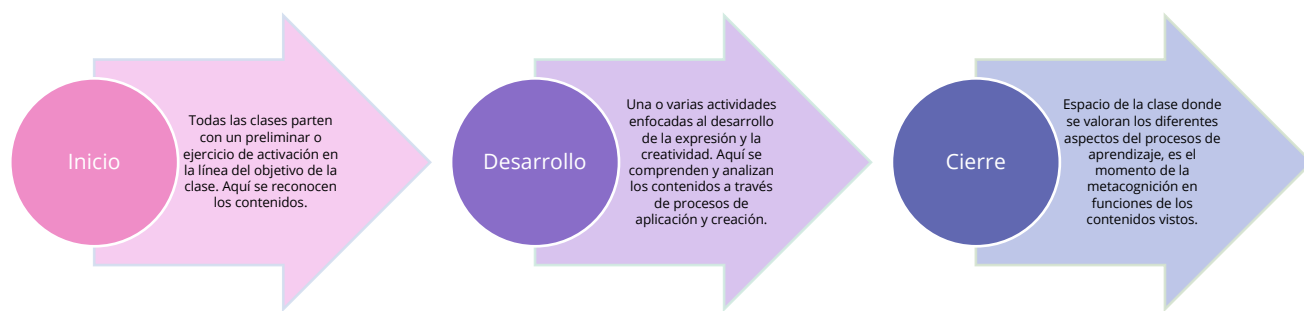 Inicio
Todas las clases parten
con un preliminar o
ejercicio de activación en
la línea del objetivo de la
clase. Aquí se reconocen
los contenidos.
Desarrollo
Una o varias actividades
enfocadas al desarrollo
de la expresión y la
creatividad. Aquí se
comprenden y analizan
los contenidos a través
de procesos de
aplicación y creación.
Cierre
Espacio de la clase donde
se valoran los diferentes
aspectos del procesos de
aprendizaje, es el
momento de la
metacognición en
funciones de los
contenidos vistos.